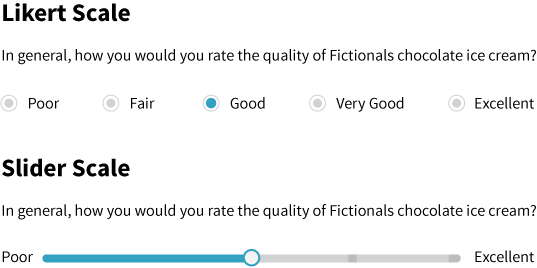 Likert Scale
In general, how you would you rate the quality of Fictionals chocolate ice cream?
Poor Fair Good Very Good Excellent
Slider Scale
In general, how you would you rate the quality of Fictionals chocolate ice cream?
Poor Excellent